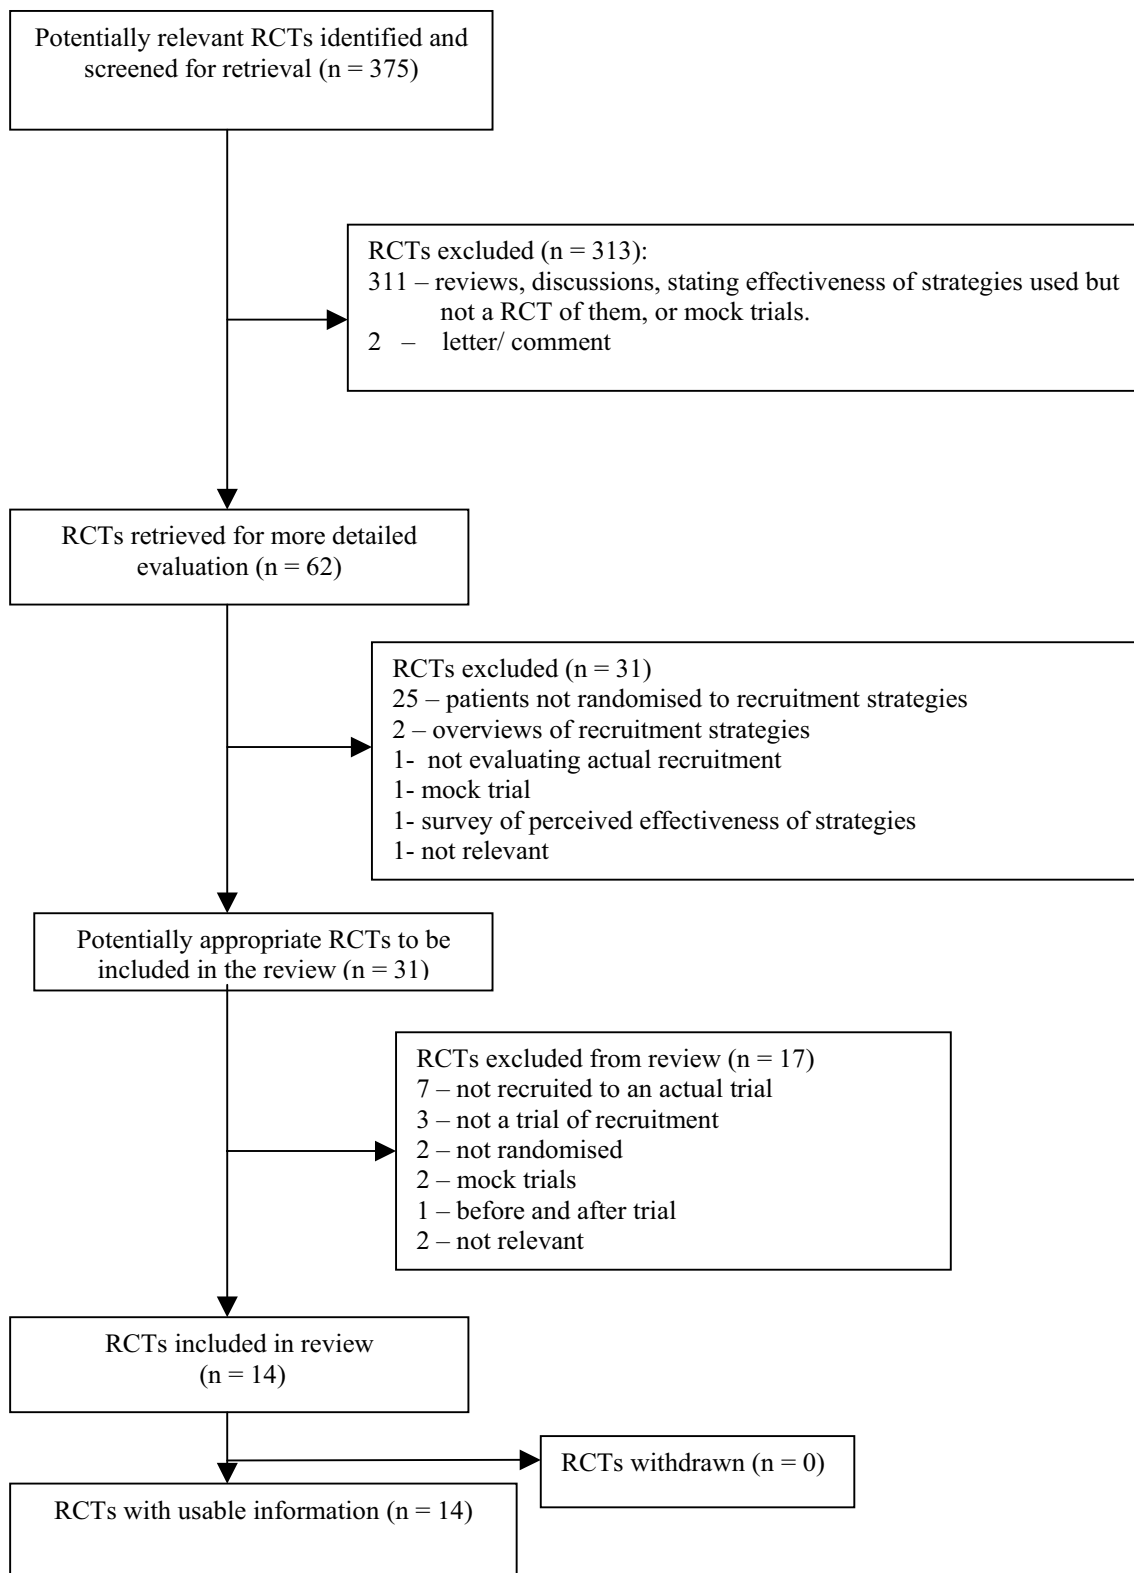 Potentially relevant RCTs identified and
screened for retrieval (n = 375)
RCTs excluded (n = 313):
311 – reviews, discussions, stating effectiveness of strategies used but
not a RCT of them, or mock trials.
2 – letter/ comment
RCTs retrieved for more detailed
evaluation (n = 62)
RCTs excluded (n = 31)
25 – patients not randomised to recruitment strategies
2 – overviews of recruitment strategies
1- not evaluating actual recruitment
1- mock trial
1- survey of perceived effectiveness of strategies
1- not relevant
Potentially appropriate RCTs to be
included in the review (n = 31)
RCTs excluded from review (n = 17)
7 – not recruited to an actual trial
3 – not a trial of recruitment
2 – not randomised
2 – mock trials
1 – before and after trial
2 – not relevant
RCTs included in review
(n = 14)
RCTs withdrawn (n = 0)
RCTs with usable information (n = 14)